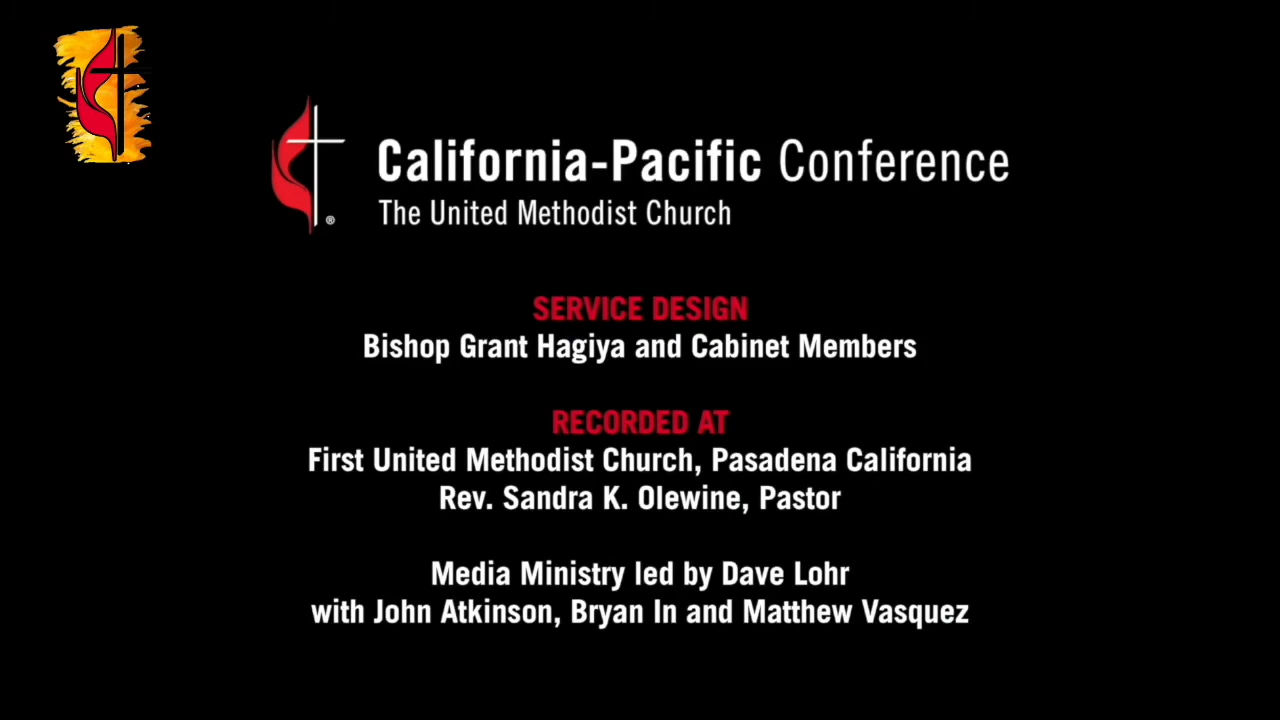 California-Pacific Conference
The United Methodist Church
®
SERVICE DESIGN
Bishop Grant Hagiya and Cabinet Members
RECORDED AT
First United Methodist Church, Pasadena California
Rev. Sandra K. Olewine, Pastor
Media Ministry led by Dave Lohr
with John Atkinson, Bryan In and Matthew Vasquez